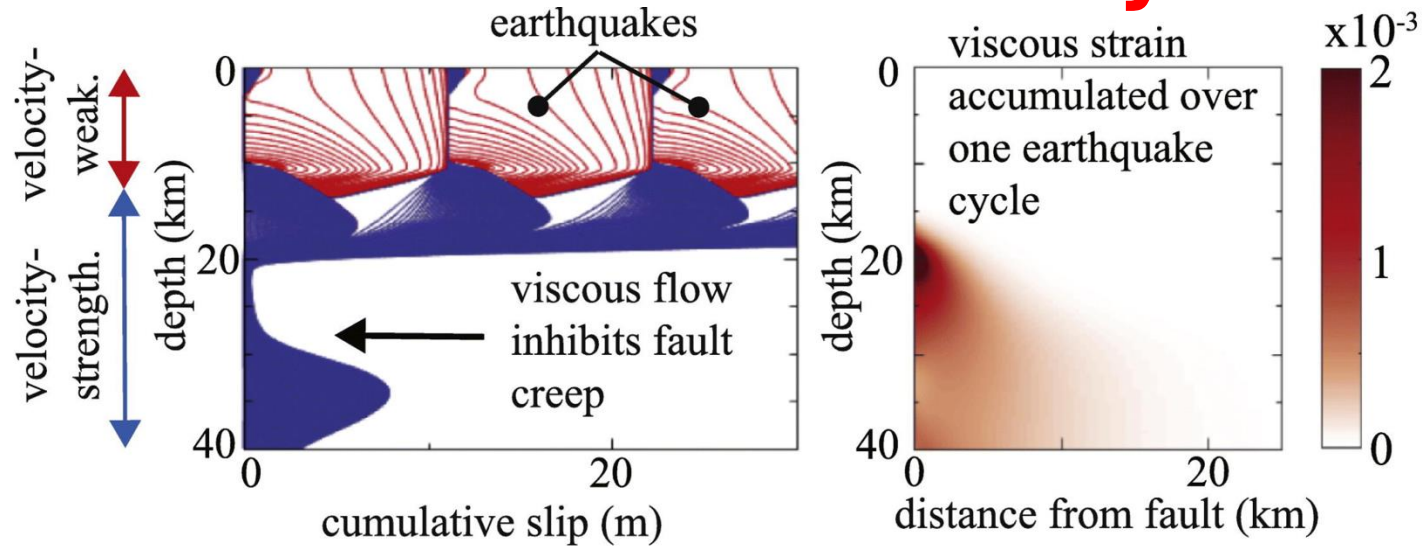 earthquakes
velocity-
weak.
velocity-
strength.
depth (km)
0
20
40
viscous flow
inhibits fault
creep
0
20
cumulative slip (m)
viscous strain
accumulated over
one earthquake
cycle
depth (km)
0
20
40
0
20
distance from fault (km)
x10-3
2
1
0